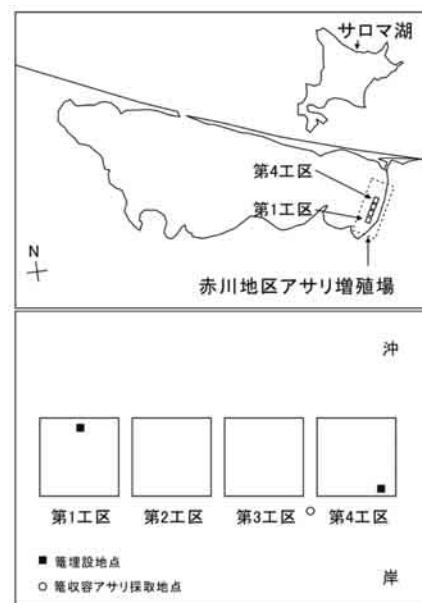 サロマ湖
第4工区
第1工区
N
赤川地区アサリ増殖場
沖
第1工区 第2工区 第3工区 第4工区
■ 篭埋設地点
○ 篭収容アサリ採取地点
岸